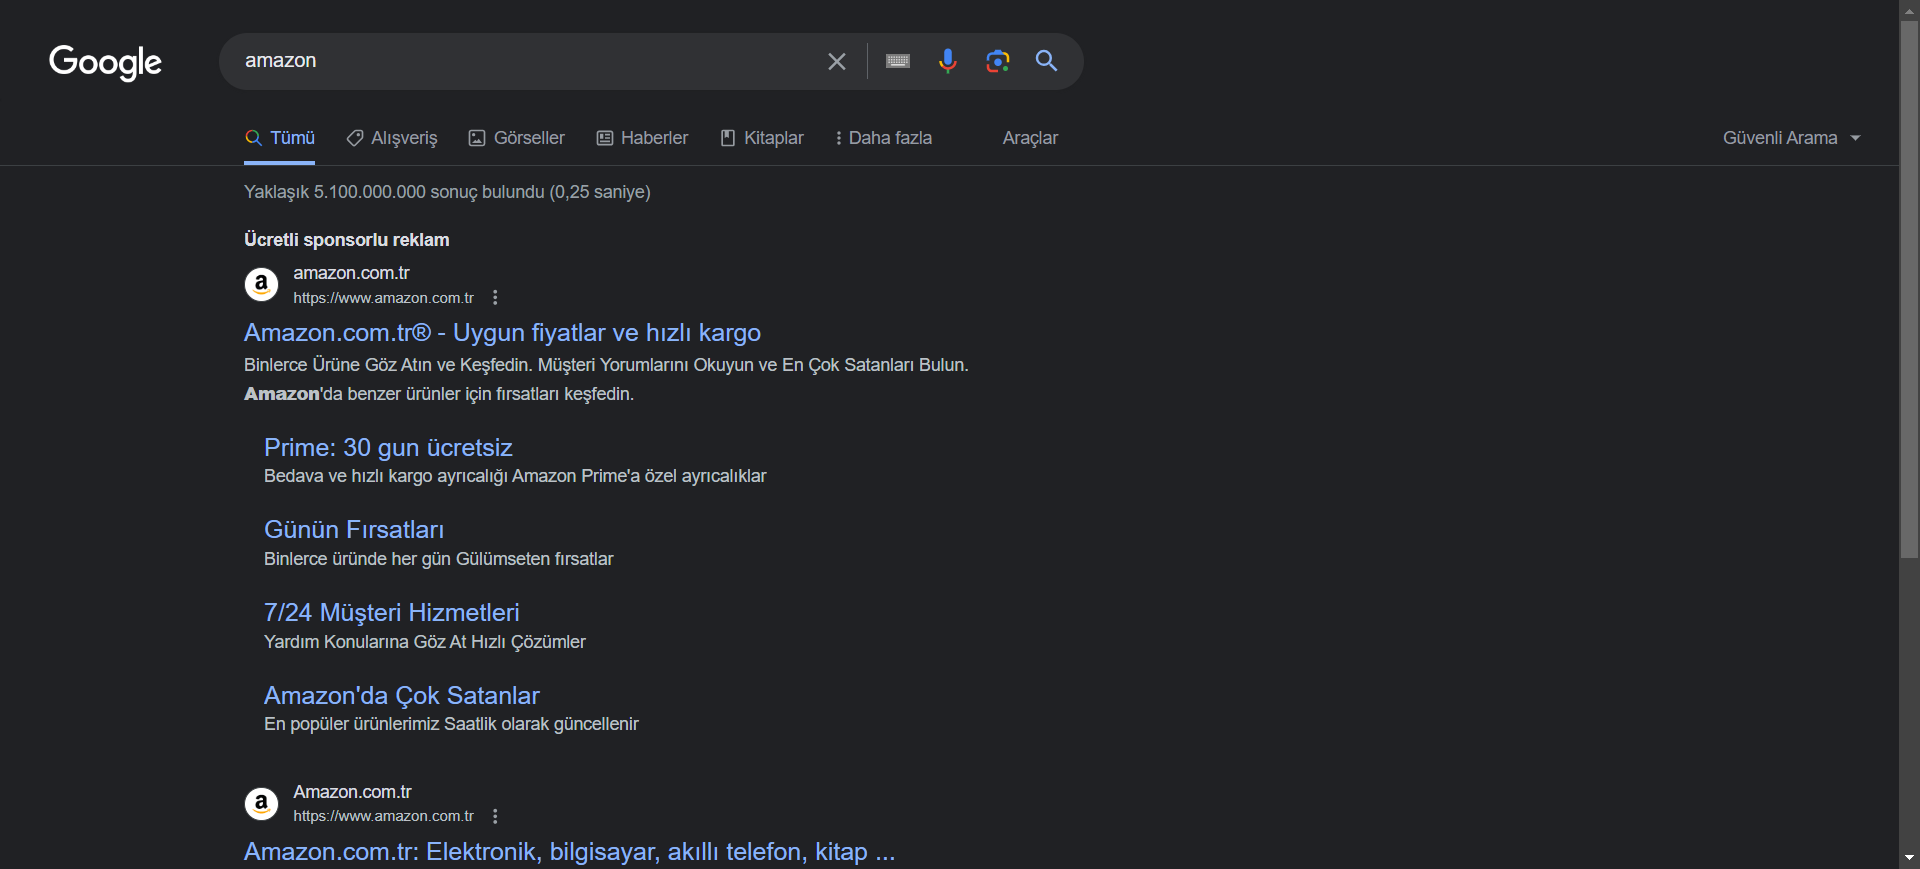 Google
amazon
Tümü
Alışveriş
Görseller
Haberler
Kitaplar
Daha fazla
Araçlar
Güvenli Arama
Yaklaşık 5.100.000.000 sonuç bulundu (0,25 saniye)
Ücretli sponsorlu reklam
a
amazon.com.tr
https://www.amazon.com.tr
Amazon.com.tr® - Uygun fiyatlar ve hızlı kargo
Binlerce Ürüne Göz Atın ve Keşfedin. Müşteri Yorumlarını Okuyun ve En Çok Satanları Bulun.
Amazon'da benzer ürünler için fırsatları keşfedin.
Prime: 30 gun ücretsiz
Bedava ve hızlı kargo ayrıcalığı Amazon Prime'a özel ayrıcalıklar
Günün Fırsatları
Binlerce üründe her gün Gülümseten fırsatlar
7/24 Müşteri Hizmetleri
Yardım Konularına Göz At Hızlı Çözümler
Amazon'da Çok Satanlar
En popüler ürünlerimiz Saatlik olarak güncellenir
a
Amazon.com.tr
https://www.amazon.com.tr
Amazon.com.tr: Elektronik, bilgisayar, akıllı telefon, kitap ...